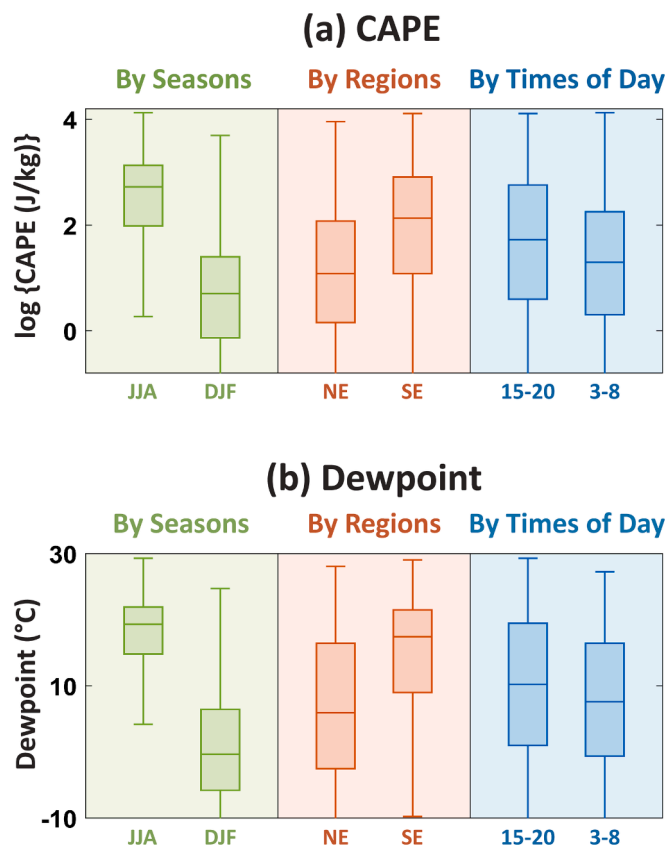 (a) CAPE
By Seasons By Regions By Times of Day
log {CAPE (J/kg)}
4
2
0
JJA DJF NE SE 15-20 3-8
(b) Dewpoint
By Seasons By Regions By Times of Day
Dewpoint (°C)
30
10
-10
JJA DJF NE SE 15-20 3-8